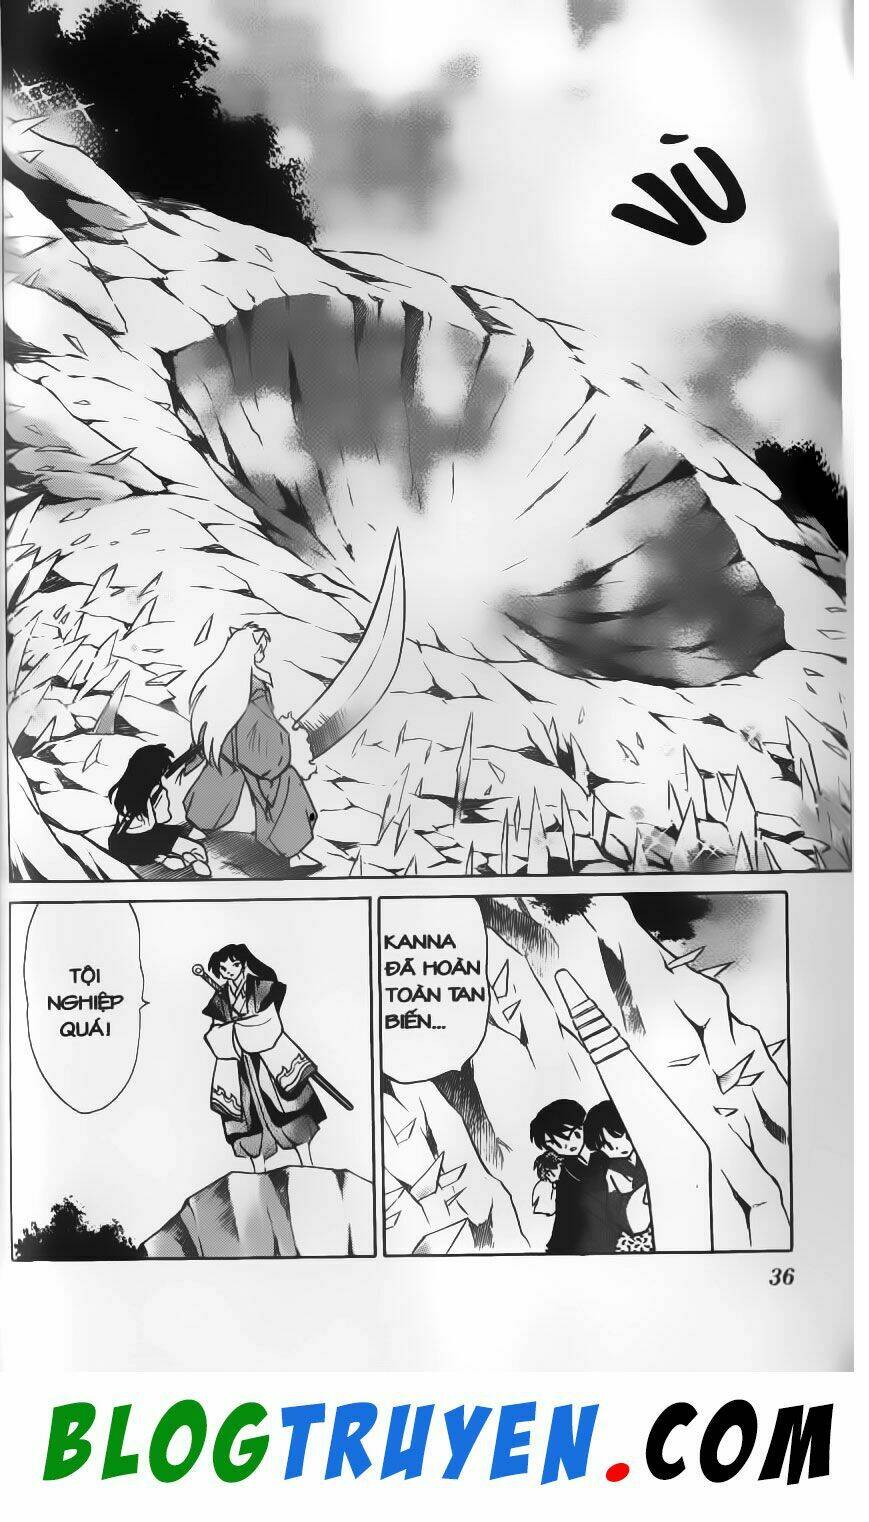 VÙ
KANNA
ĐÃ HOÀN
TOÀN TAN
BIẾN...
TỘI
NGHIỆP
QUÁ!
36
BLOGTRUYEN.COM